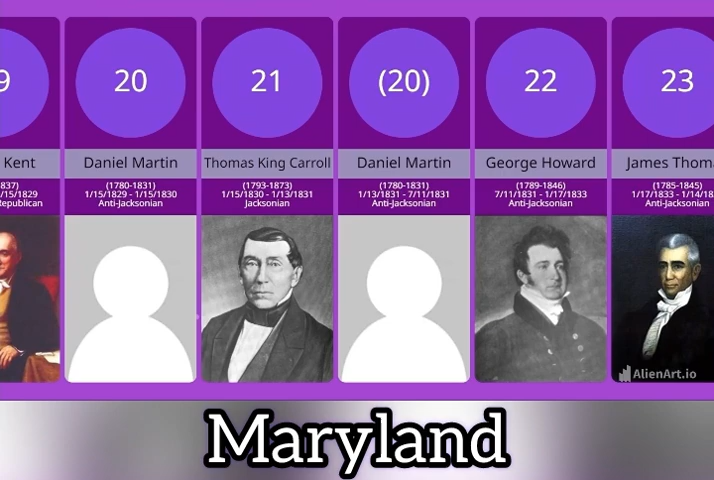 9
20
21
(20)
22
23
Kent
Daniel Martin
Thomas King Carroll
Daniel Martin
George Howard
James Thoma
837)
/15/1829
Republican
(1780-1831)
1/15/1829 - 1/15/1830
Anti-Jacksonian
(1793-1873)
1/15/1830 - 1/13/1831
Jacksonian
(1780-1831)
1/13/1831 - 7/11/1831
Anti-Jacksonian
(1789-1846)
7/11/1831 - 1/17/1833
Anti-Jacksonian
(1785-1845)
1/17/1833 - 1/14/18
Anti-Jacksonian
AlienArt.io
Maryland